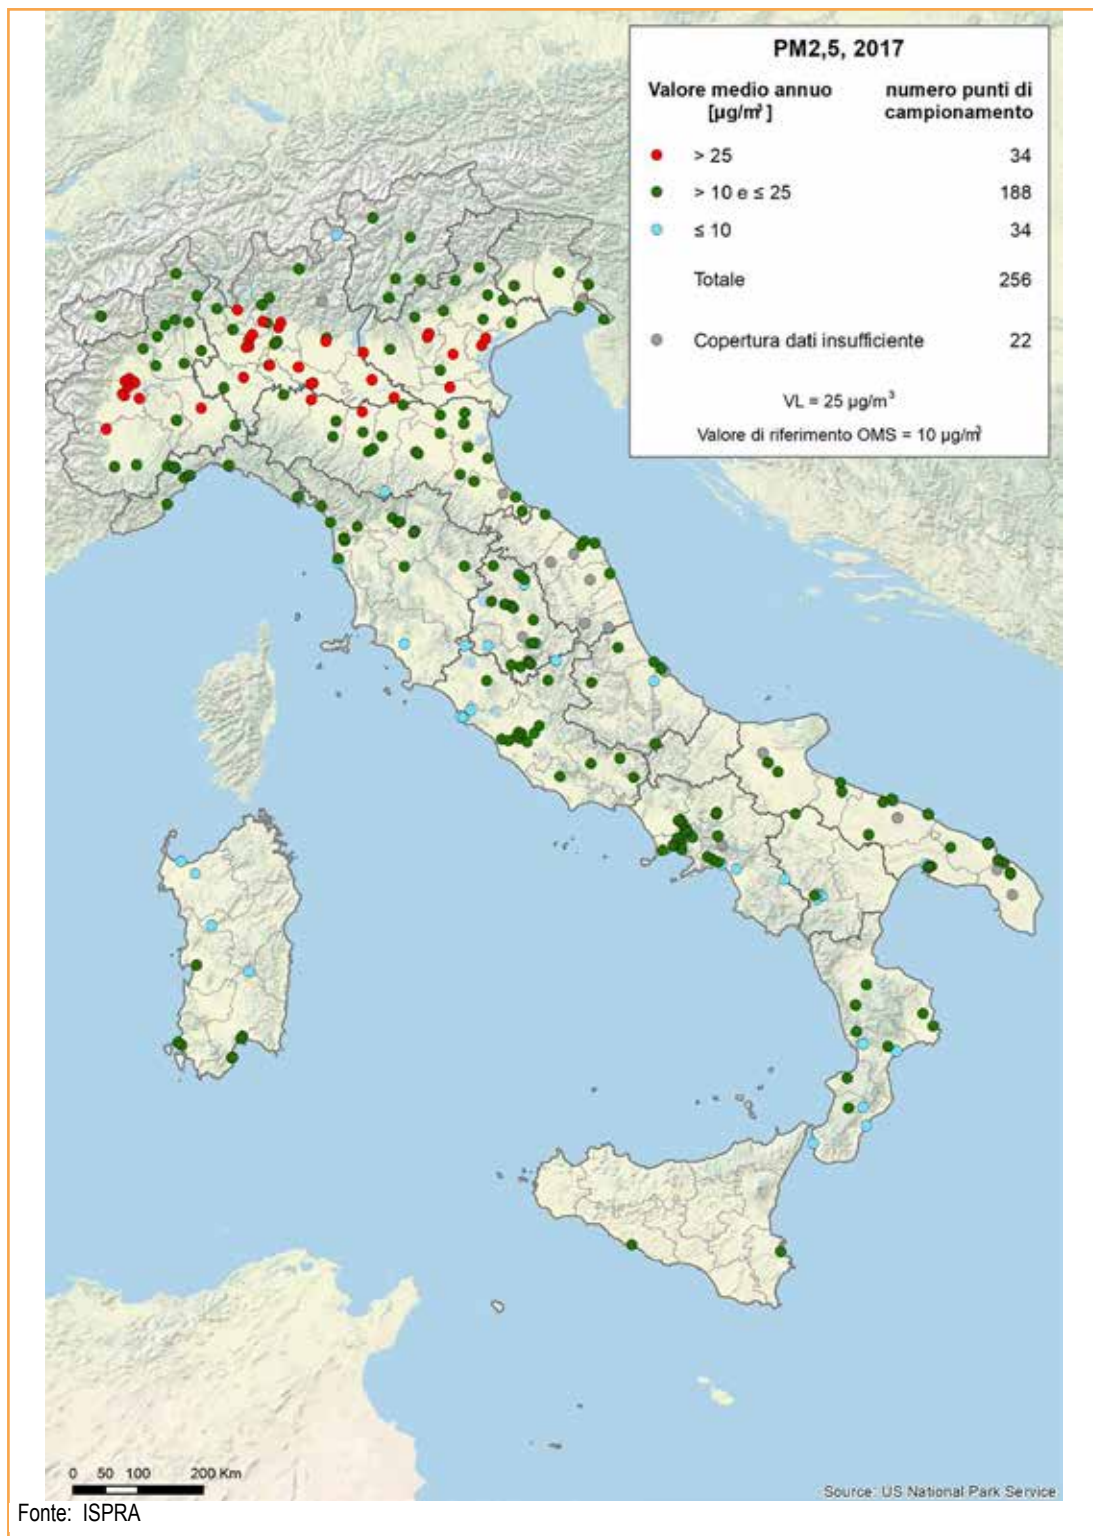 PM2,5, 2017
Valore medio annuo numero punti di
[µg/m³ ] campionamento
> 25 34
> 10 e ≤ 25 188
≤ 10 34
Totale 256
Copertura dati insufficiente 22
VL = 25 µg/m³
Valore di riferimento OMS = 10 µg/m³
0 50 100 200 Km
Source: US National Park Service
Fonte: ISPRA